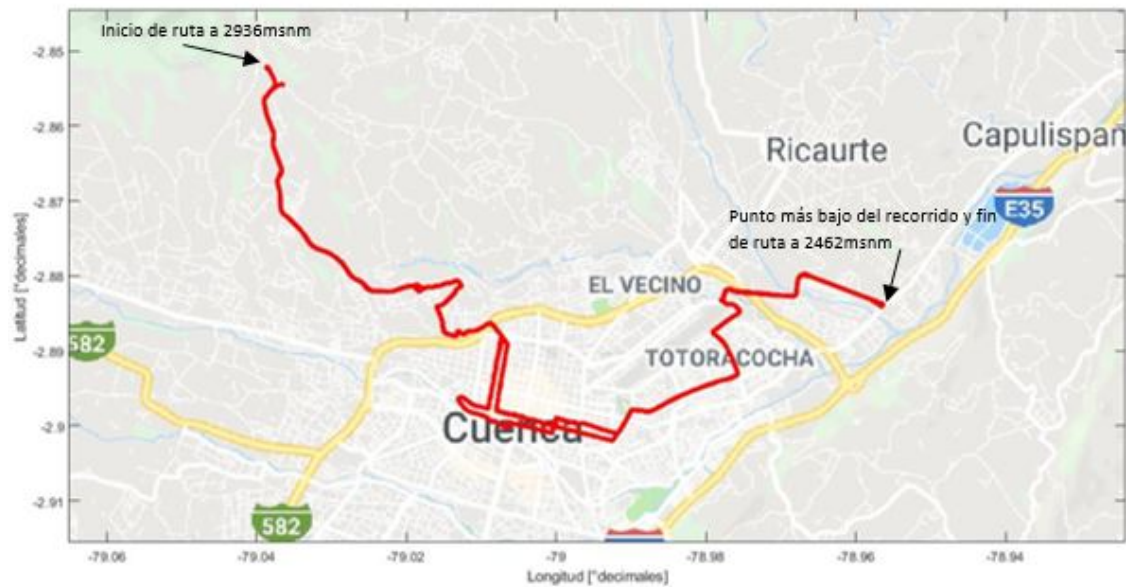 Inicio de ruta a 2936msnm
-2.85
-2.86
-2.87
-2.88
-2.89
-2.9
-2.91
Latitud [°decimales]
Ricaurte
Capulispan
E35
Punto más bajo del recorrido y fin
de ruta a 2462msnm
EL VECINO
TOTORACOCHA
582
Cuenca
582
-79.06
-79.04
-79.02
-79
-78.98
-78.96
-78.94
Longitud [°decimales]